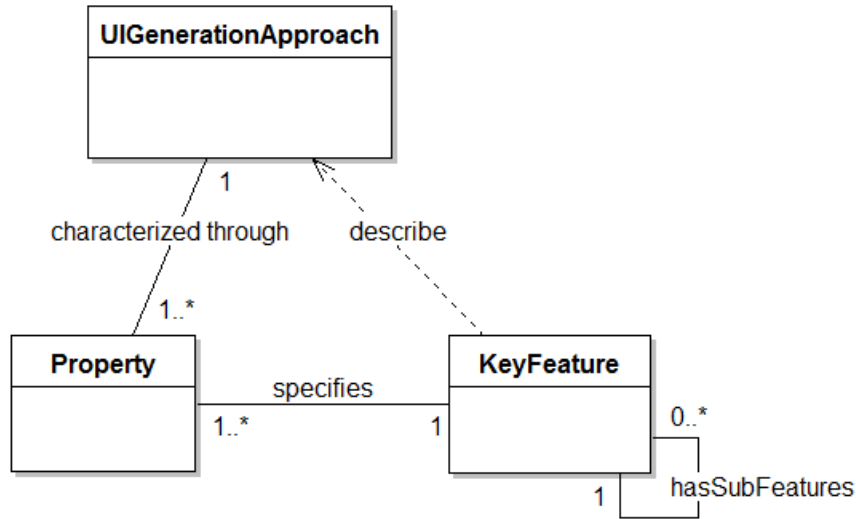 UIGenerationApproach
1
characterized through
describe
1..*
Property
KeyFeature
specifies
1..*
1
0..*
hasSubFeatures
1